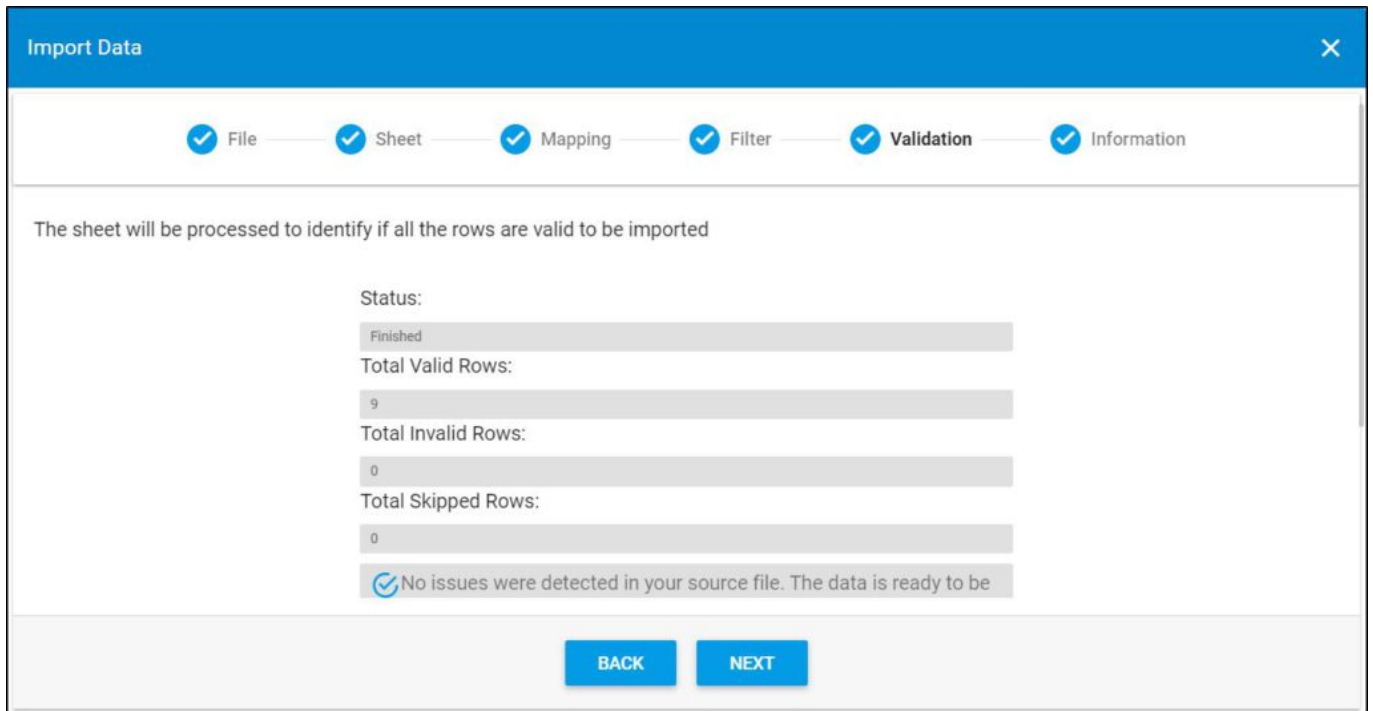 Import Data
File Sheet Mapping Filter Validation Information
The sheet will be processed to identify if all the rows are valid to be imported
Status:
Finished
Total Valid Rows:
9
Total Invalid Rows:
0
Total Skipped Rows:
0
No issues were detected in your source file. The data is ready to be
BACK NEXT